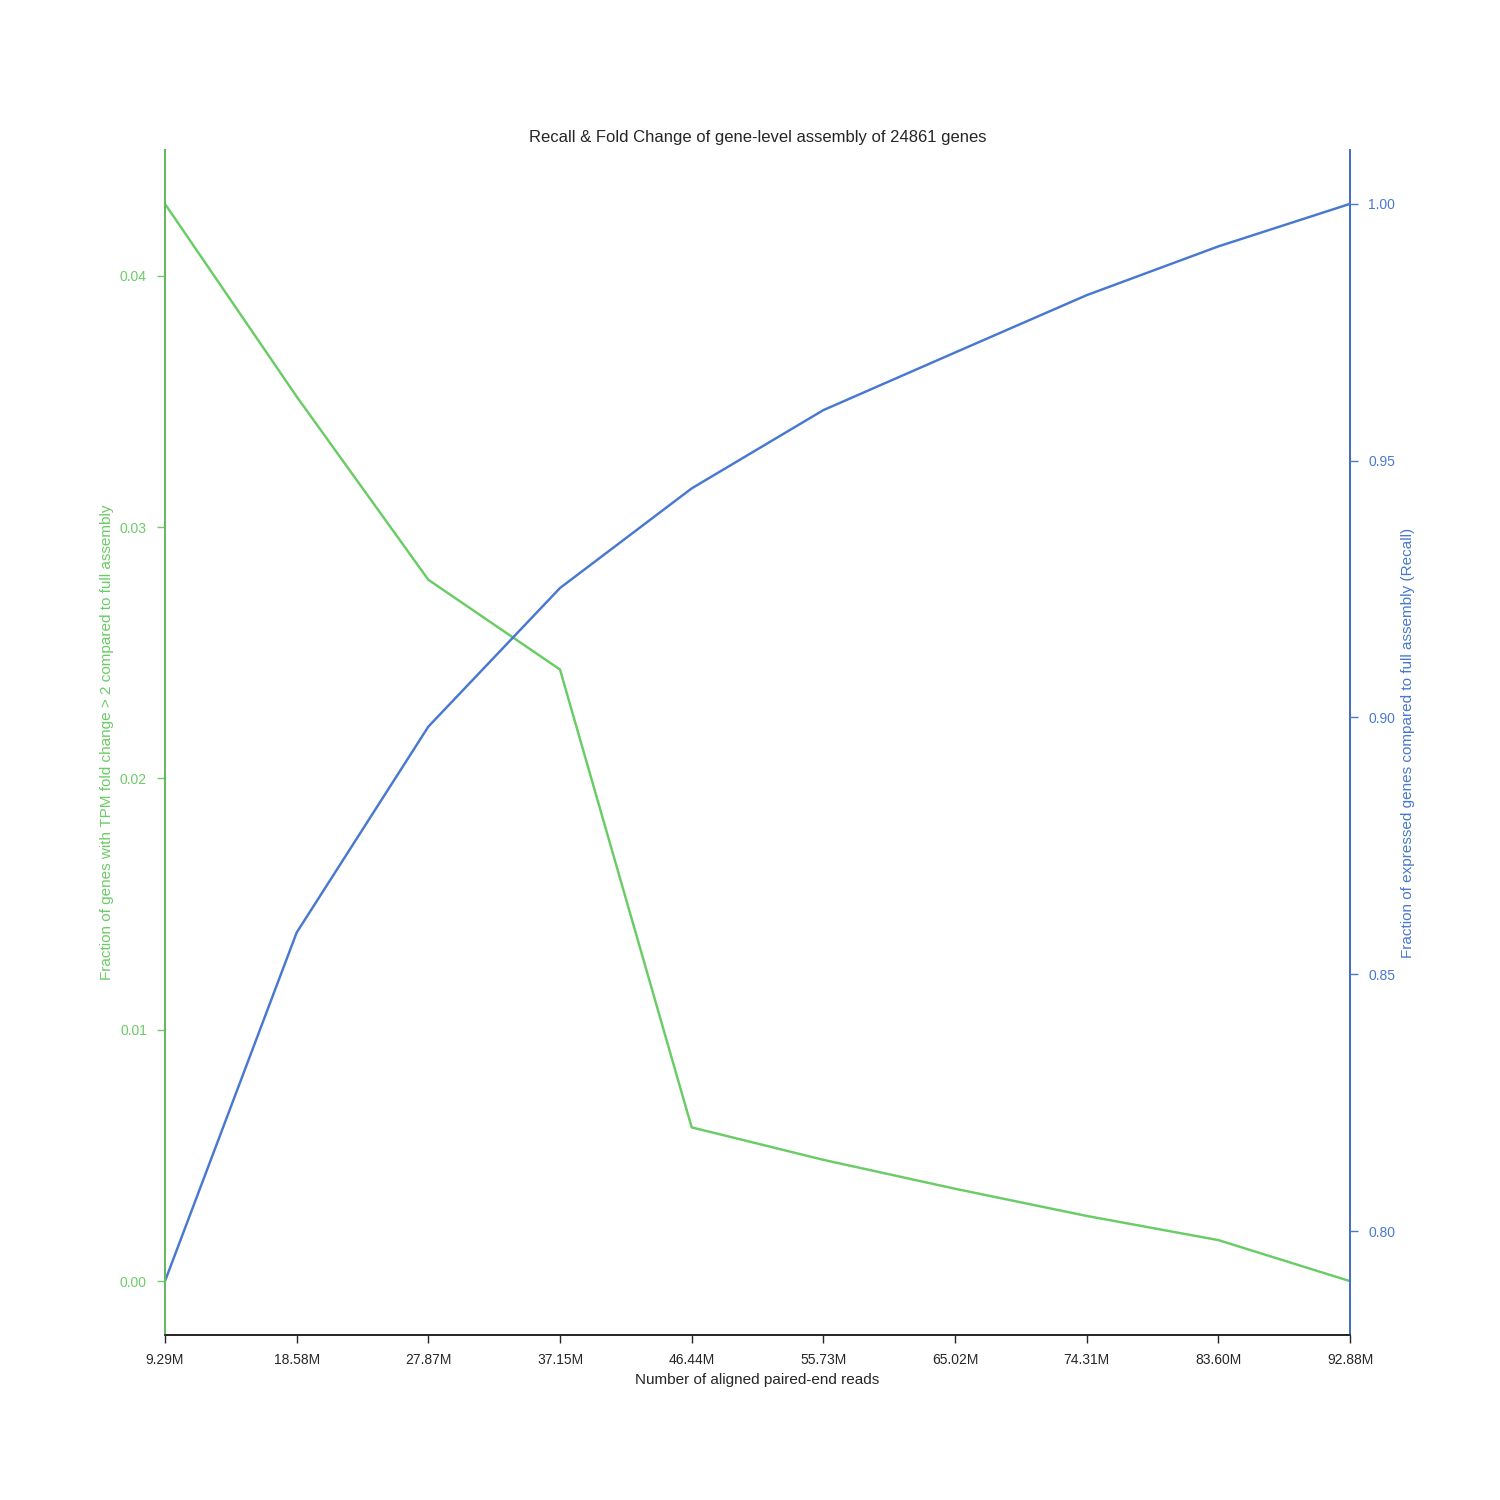 Recall & Fold Change of gene-level assembly of 24861 genes
Fraction of genes with TPM fold change > 2 compared to full assembly
0.04
0.03
0.02
0.01
0.00
1.00
0.95
0.90
0.85
0.80
Fraction of expressed genes compared to full assembly (Recall)
9.29M 18.58M 27.87M 37.15M 46.44M 55.73M 65.02M 74.31M 83.60M 92.88M
Number of aligned paired-end reads